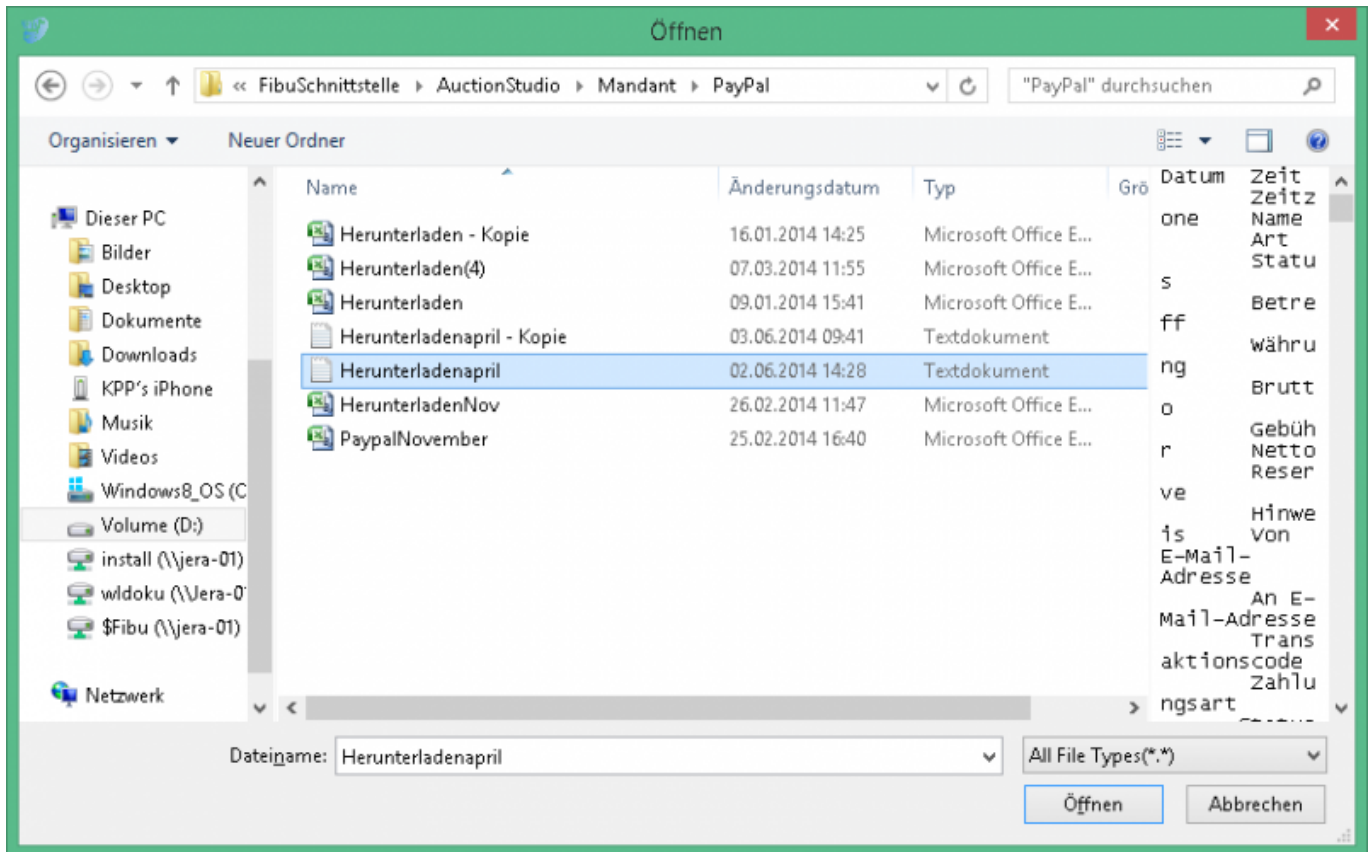 Öffnen
« FibuSchnittstelle ▸ AuctionStudio ▸ Mandant ▸ PayPal
"PayPal" durchsuchen
Organisieren
Neuer Ordner
Dieser PC
Bilder
Desktop
Dokumente
Downloads
KPP's iPhone
Musik
Videos
Windows8_OS (C
Volume (D:)
install (\\jera-01)
wldoku (\\Jera-0
$Fibu (\\jera-01)
Netzwerk
Name Änderungsdatum Typ Grö
Herunterladen - Kopie 16.01.2014 14:25 Microsoft Office E...
Herunterladen(4) 07.03.2014 11:55 Microsoft Office E...
Herunterladen 09.01.2014 15:41 Microsoft Office E...
Herunterladenapril - Kopie 03.06.2014 09:41 Textdokument
Herunterladenapril 02.06.2014 14:28 Textdokument
HerunterladenNov 26.02.2014 11:47 Microsoft Office E...
PaypalNovember 25.02.2014 16:40 Microsoft Office E...
Datum Zeit
Zeitz
one Name
Art
Statu
s
Betre
ff
Währu
ng
Brutt
o
Gebüh
r Netto
Reser
ve
Hinwe
is Von
E-Mail-
Adresse
An E-
Mail-Adresse
Trans
aktionscode
Zahlu
ngsart
Dateiname: Herunterladenapril
All File Types(*.*)
Öffnen
Abbrechen